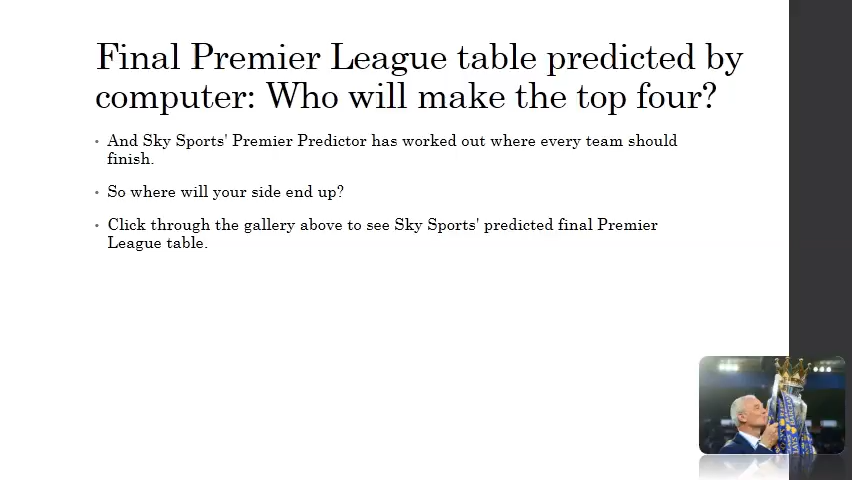 Final Premier League table predicted by
computer: Who will make the top four?
• And Sky Sports' Premier Predictor has worked out where every team should
finish.
• So where will your side end up?
• Click through the gallery above to see Sky Sports' predicted final Premier
League table.